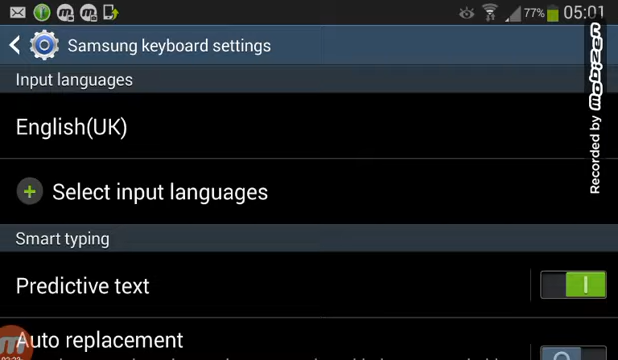 77% 05:01
Samsung keyboard settings
Input languages
English(UK)
Select input languages
Smart typing
Predictive text
Auto replacement
Recorded by Mobizen